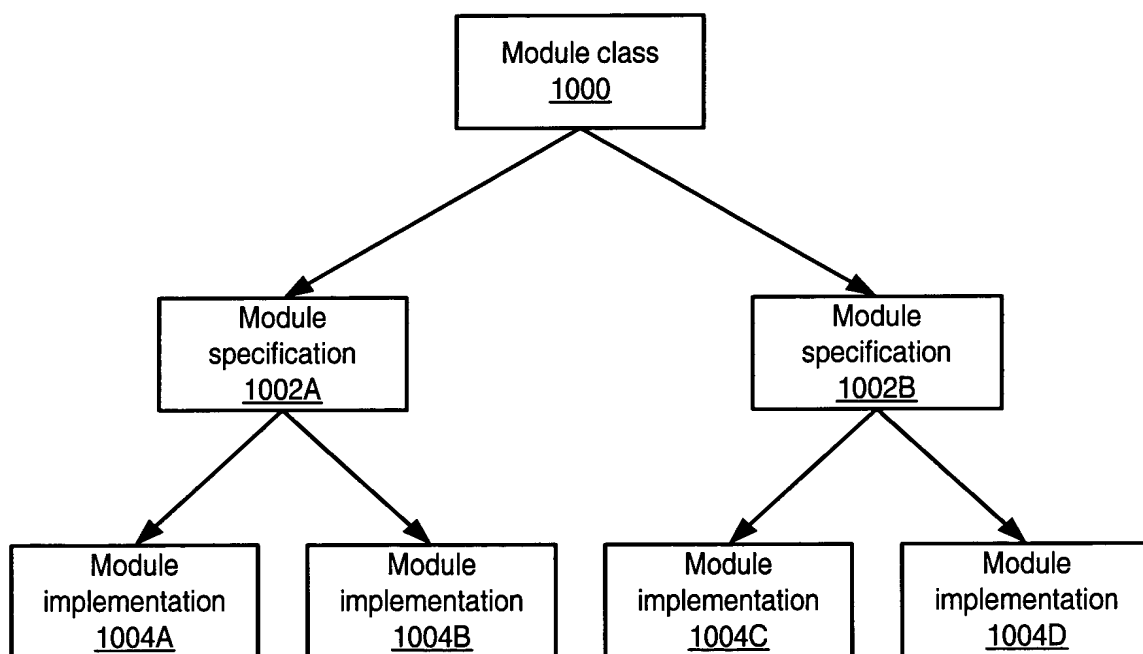 Module class
1000
Module
specification
1002A
Module
specification
1002B
Module
implementation
1004A
Module
implementation
1004B
Module
implementation
1004C
Module
implementation
1004D